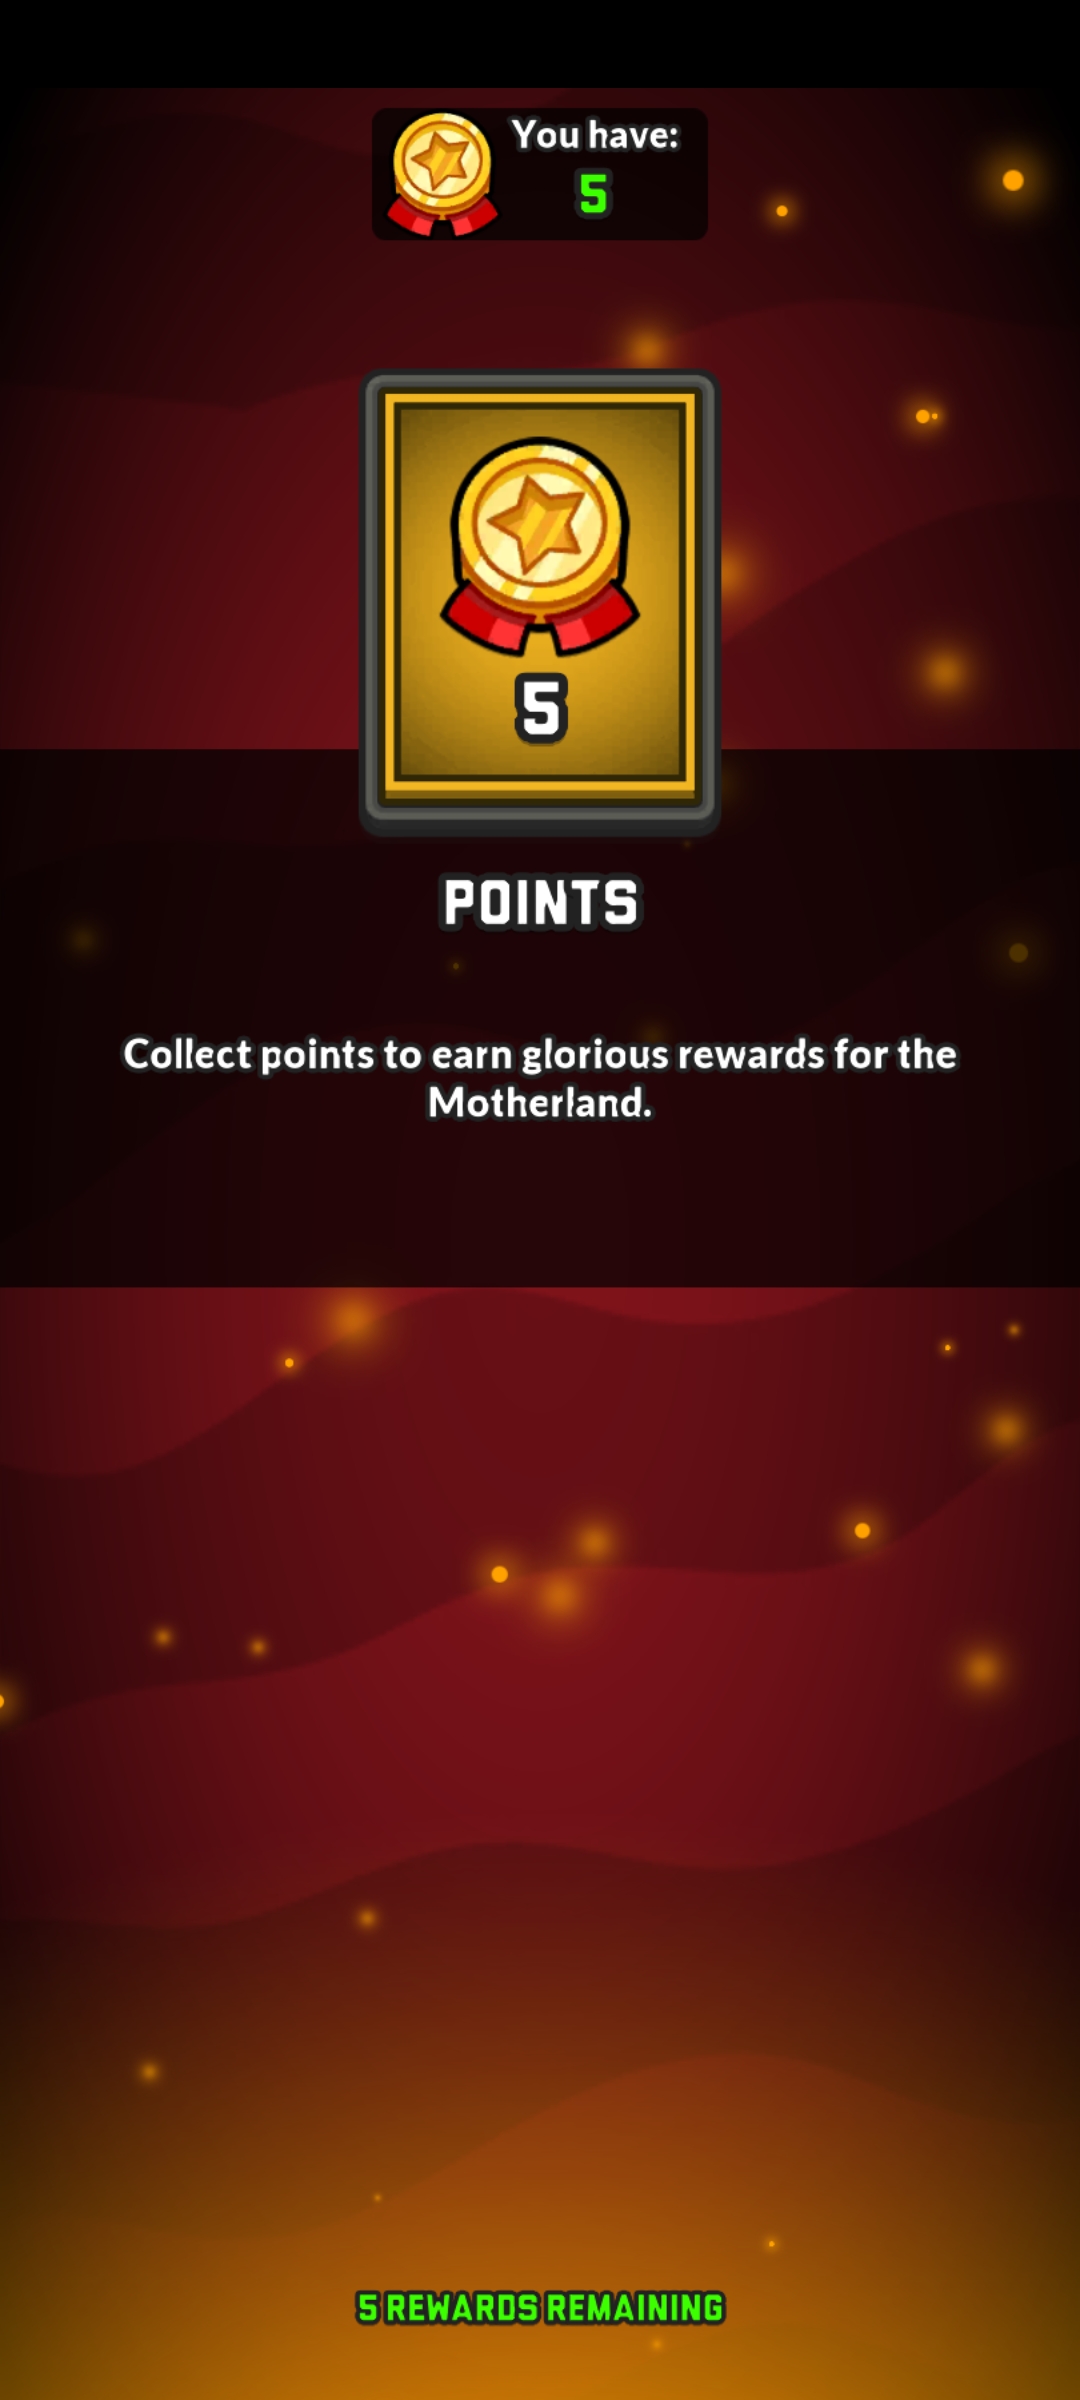 You have:
5
5
POINTS
Collect points to earn glorious rewards for the
Motherland.
5 REWARDS REMAINING